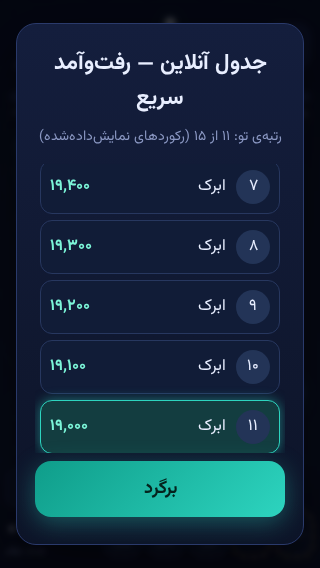 جدول آنلاین — رفت‌وآمد
سریع
رتبه‌ی تو: ۱۱ از ۱۵ (رکوردهای نمایش‌داده‌شده)
۷ ابرک ۱۹٬۴۰۰
۸ ابرک ۱۹٬۳۰۰
۹ ابرک ۱۹٬۲۰۰
۱۰ ابرک ۱۹٬۱۰۰
۱۱ ابرک ۱۹٬۰۰۰
برگرد